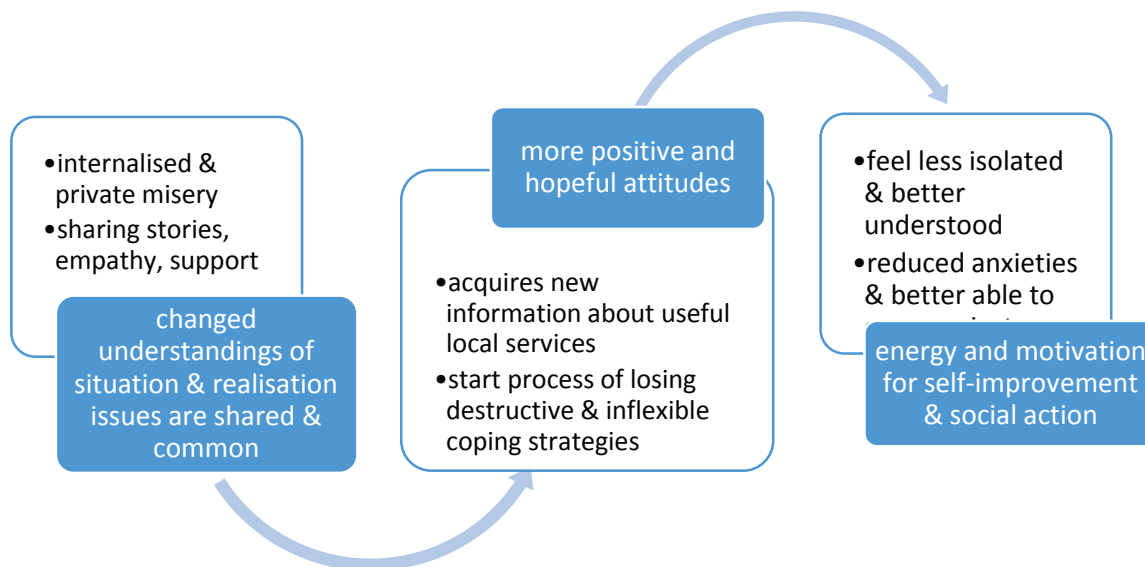 •internalised &
private misery
•sharing stories,
empathy, support
changed
understandings of
situation & realisation
issues are shared &
common
more positive and
hopeful attitudes
•acquires new
information about useful
local services
•start process of losing
destructive & inflexible
coping strategies
•feel less isolated
& better
understood
•reduced anxieties
& better able to
energy and motivation
for self-improvement
& social action